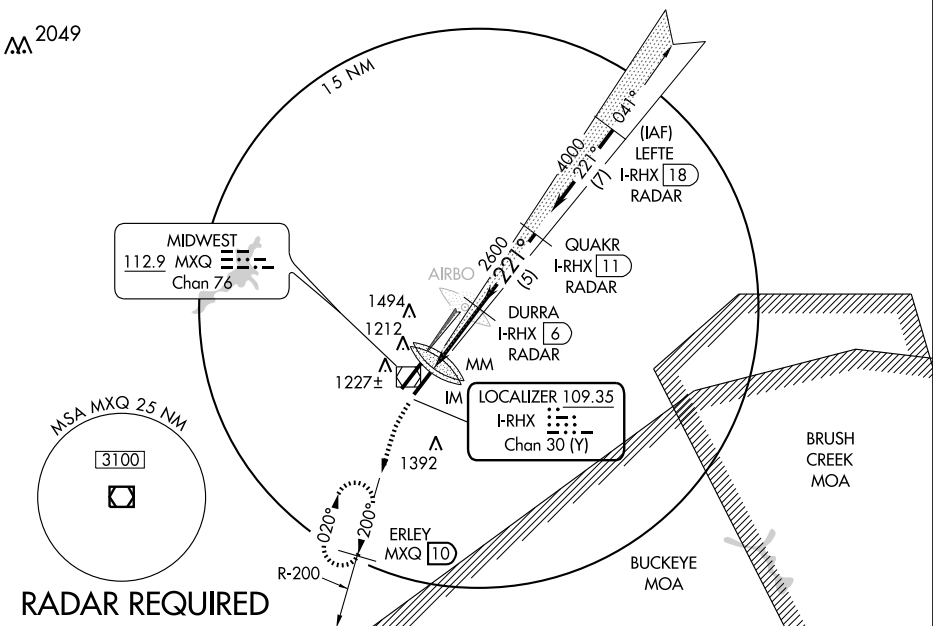 2049
15 NM
041°
(IAF)
LEFTE
I-RHX 18
RADAR
4000
221°
(7)
QUAKR
I-RHX 11
RADAR
2600
221°
(5)
AIRBO
DURRA
I-RHX 6
RADAR
MIDWEST
112.9 MXQ
Chan 76
1494
1212
1227±
MM
IM
LOCALIZER 109.35
I-RHX
Chan 30 (Y)
1392
MSA MXQ 25 NM
3100
020°
200°
ERLEY
MXQ 10
R-200
BRUSH
CREEK
MOA
BUCKEYE
MOA
RADAR REQUIRED